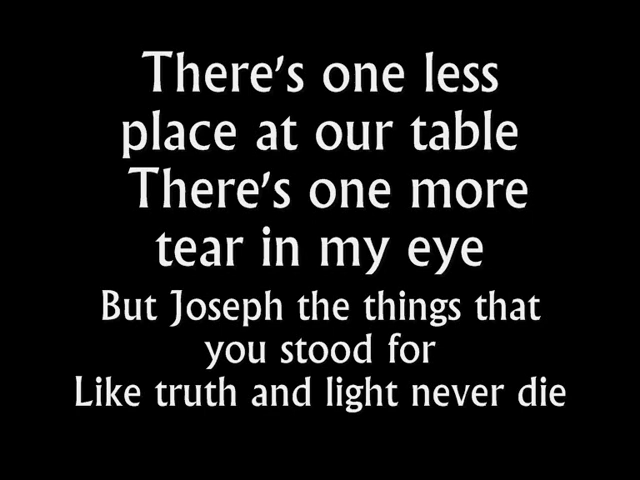 There's one less
place at our table
There's one more
tear in my eye
But Joseph the things that
you stood for
Like truth and light never die